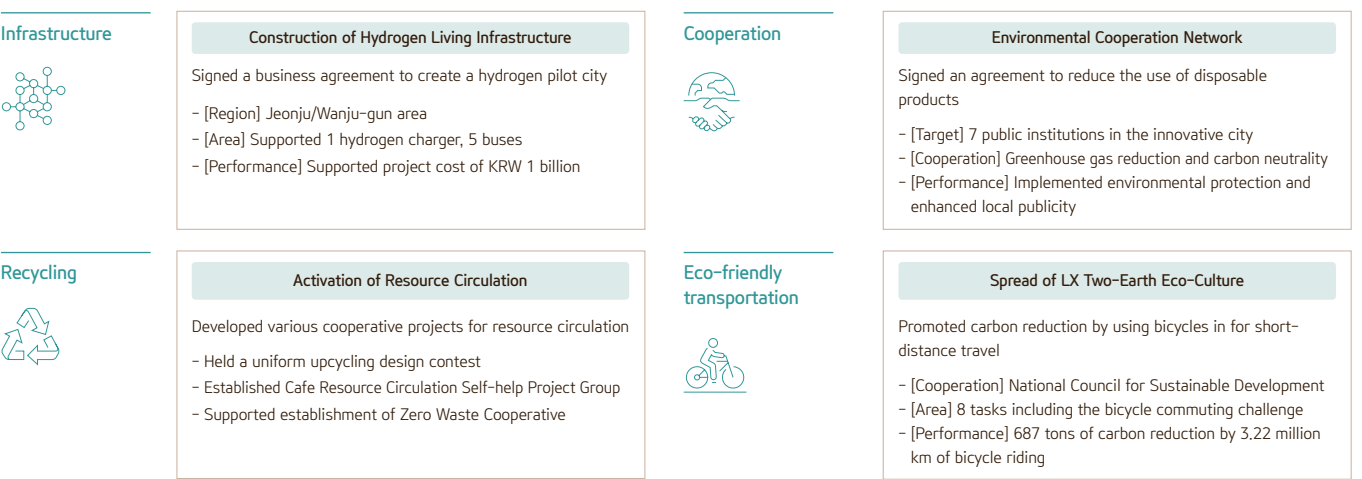 Infrastructure
Construction of Hydrogen Living Infrastructure
Signed a business agreement to create a hydrogen pilot city
- [Region] Jeonju/Wanju-gun area
- [Area] Supported 1 hydrogen charger, 5 buses
- [Performance] Supported project cost of KRW 1 billion
Cooperation
Environmental Cooperation Network
Signed an agreement to reduce the use of disposable
products
- [Target] 7 public institutions in the innovative city
- [Cooperation] Greenhouse gas reduction and carbon neutrality
- [Performance] Implemented environmental protection and
enhanced local publicity
Recycling
Activation of Resource Circulation
Developed various cooperative projects for resource circulation
- Held a uniform upcycling design contest
- Established Cafe Resource Circulation Self-help Project Group
- Supported establishment of Zero Waste Cooperative
Eco-friendly
transportation
Spread of LX Two-Earth Eco-Culture
Promoted carbon reduction by using bicycles in for short-
distance travel
- [Cooperation] National Council for Sustainable Development
- [Area] 8 tasks including the bicycle commuting challenge
- [Performance] 687 tons of carbon reduction by 3.22 million
km of bicycle riding